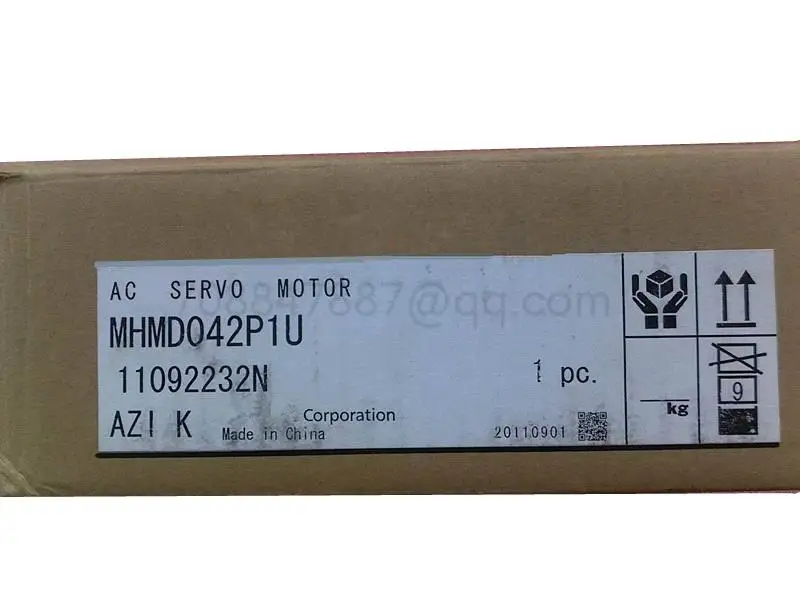 AC SERVO MOTOR
MHMD042P1U
11092232N
1 pc.
AZI K
Corporation
Made in China
20110901
kg
9